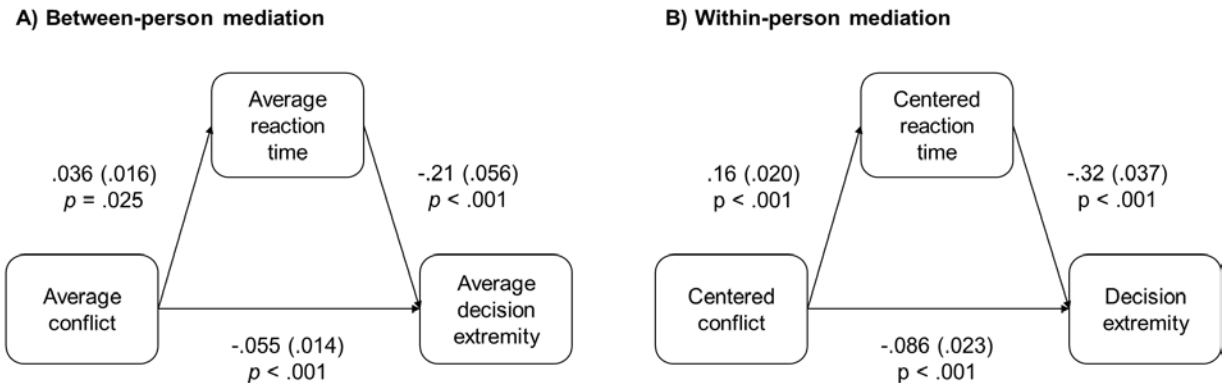 A) Between-person mediation
Average
reaction
time
.036 (.016)
p = .025
-.21 (.056)
p < .001
Average
conflict
Average
decision
extremity
-.055 (.014)
p < .001
B) Within-person mediation
Centered
reaction
time
.16 (.020)
p < .001
-.32 (.037)
p < .001
Centered
conflict
Decision
extremity
-.086 (.023)
p < .001